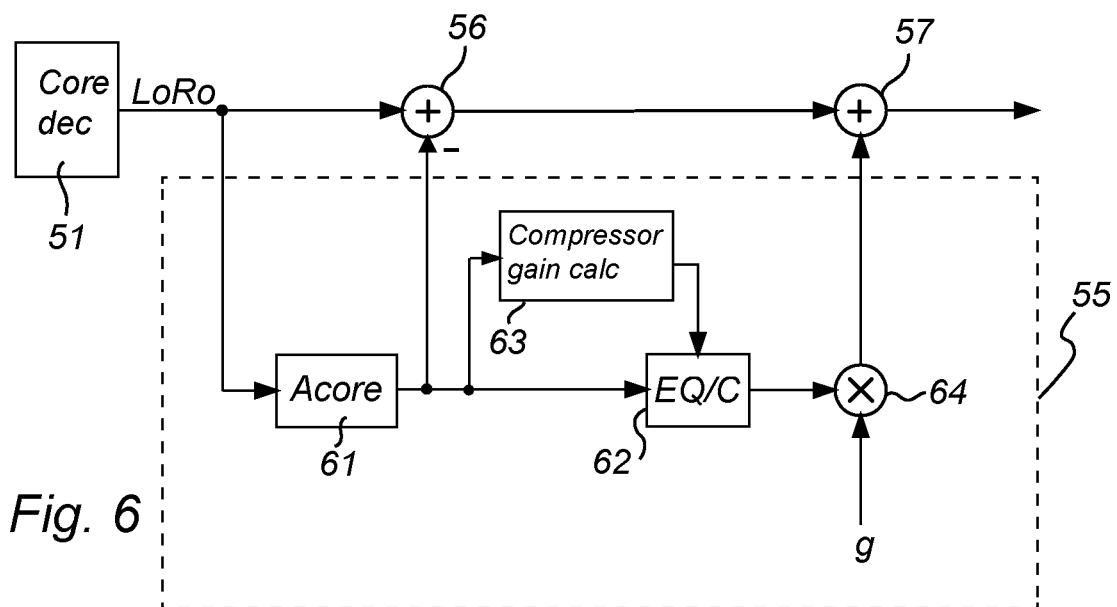 56
57
Core
dec
LoRo
+
+
-
51
Compressor
gain calc
55
63
Acore
EQ/C
×
64
61
62
Fig. 6
g